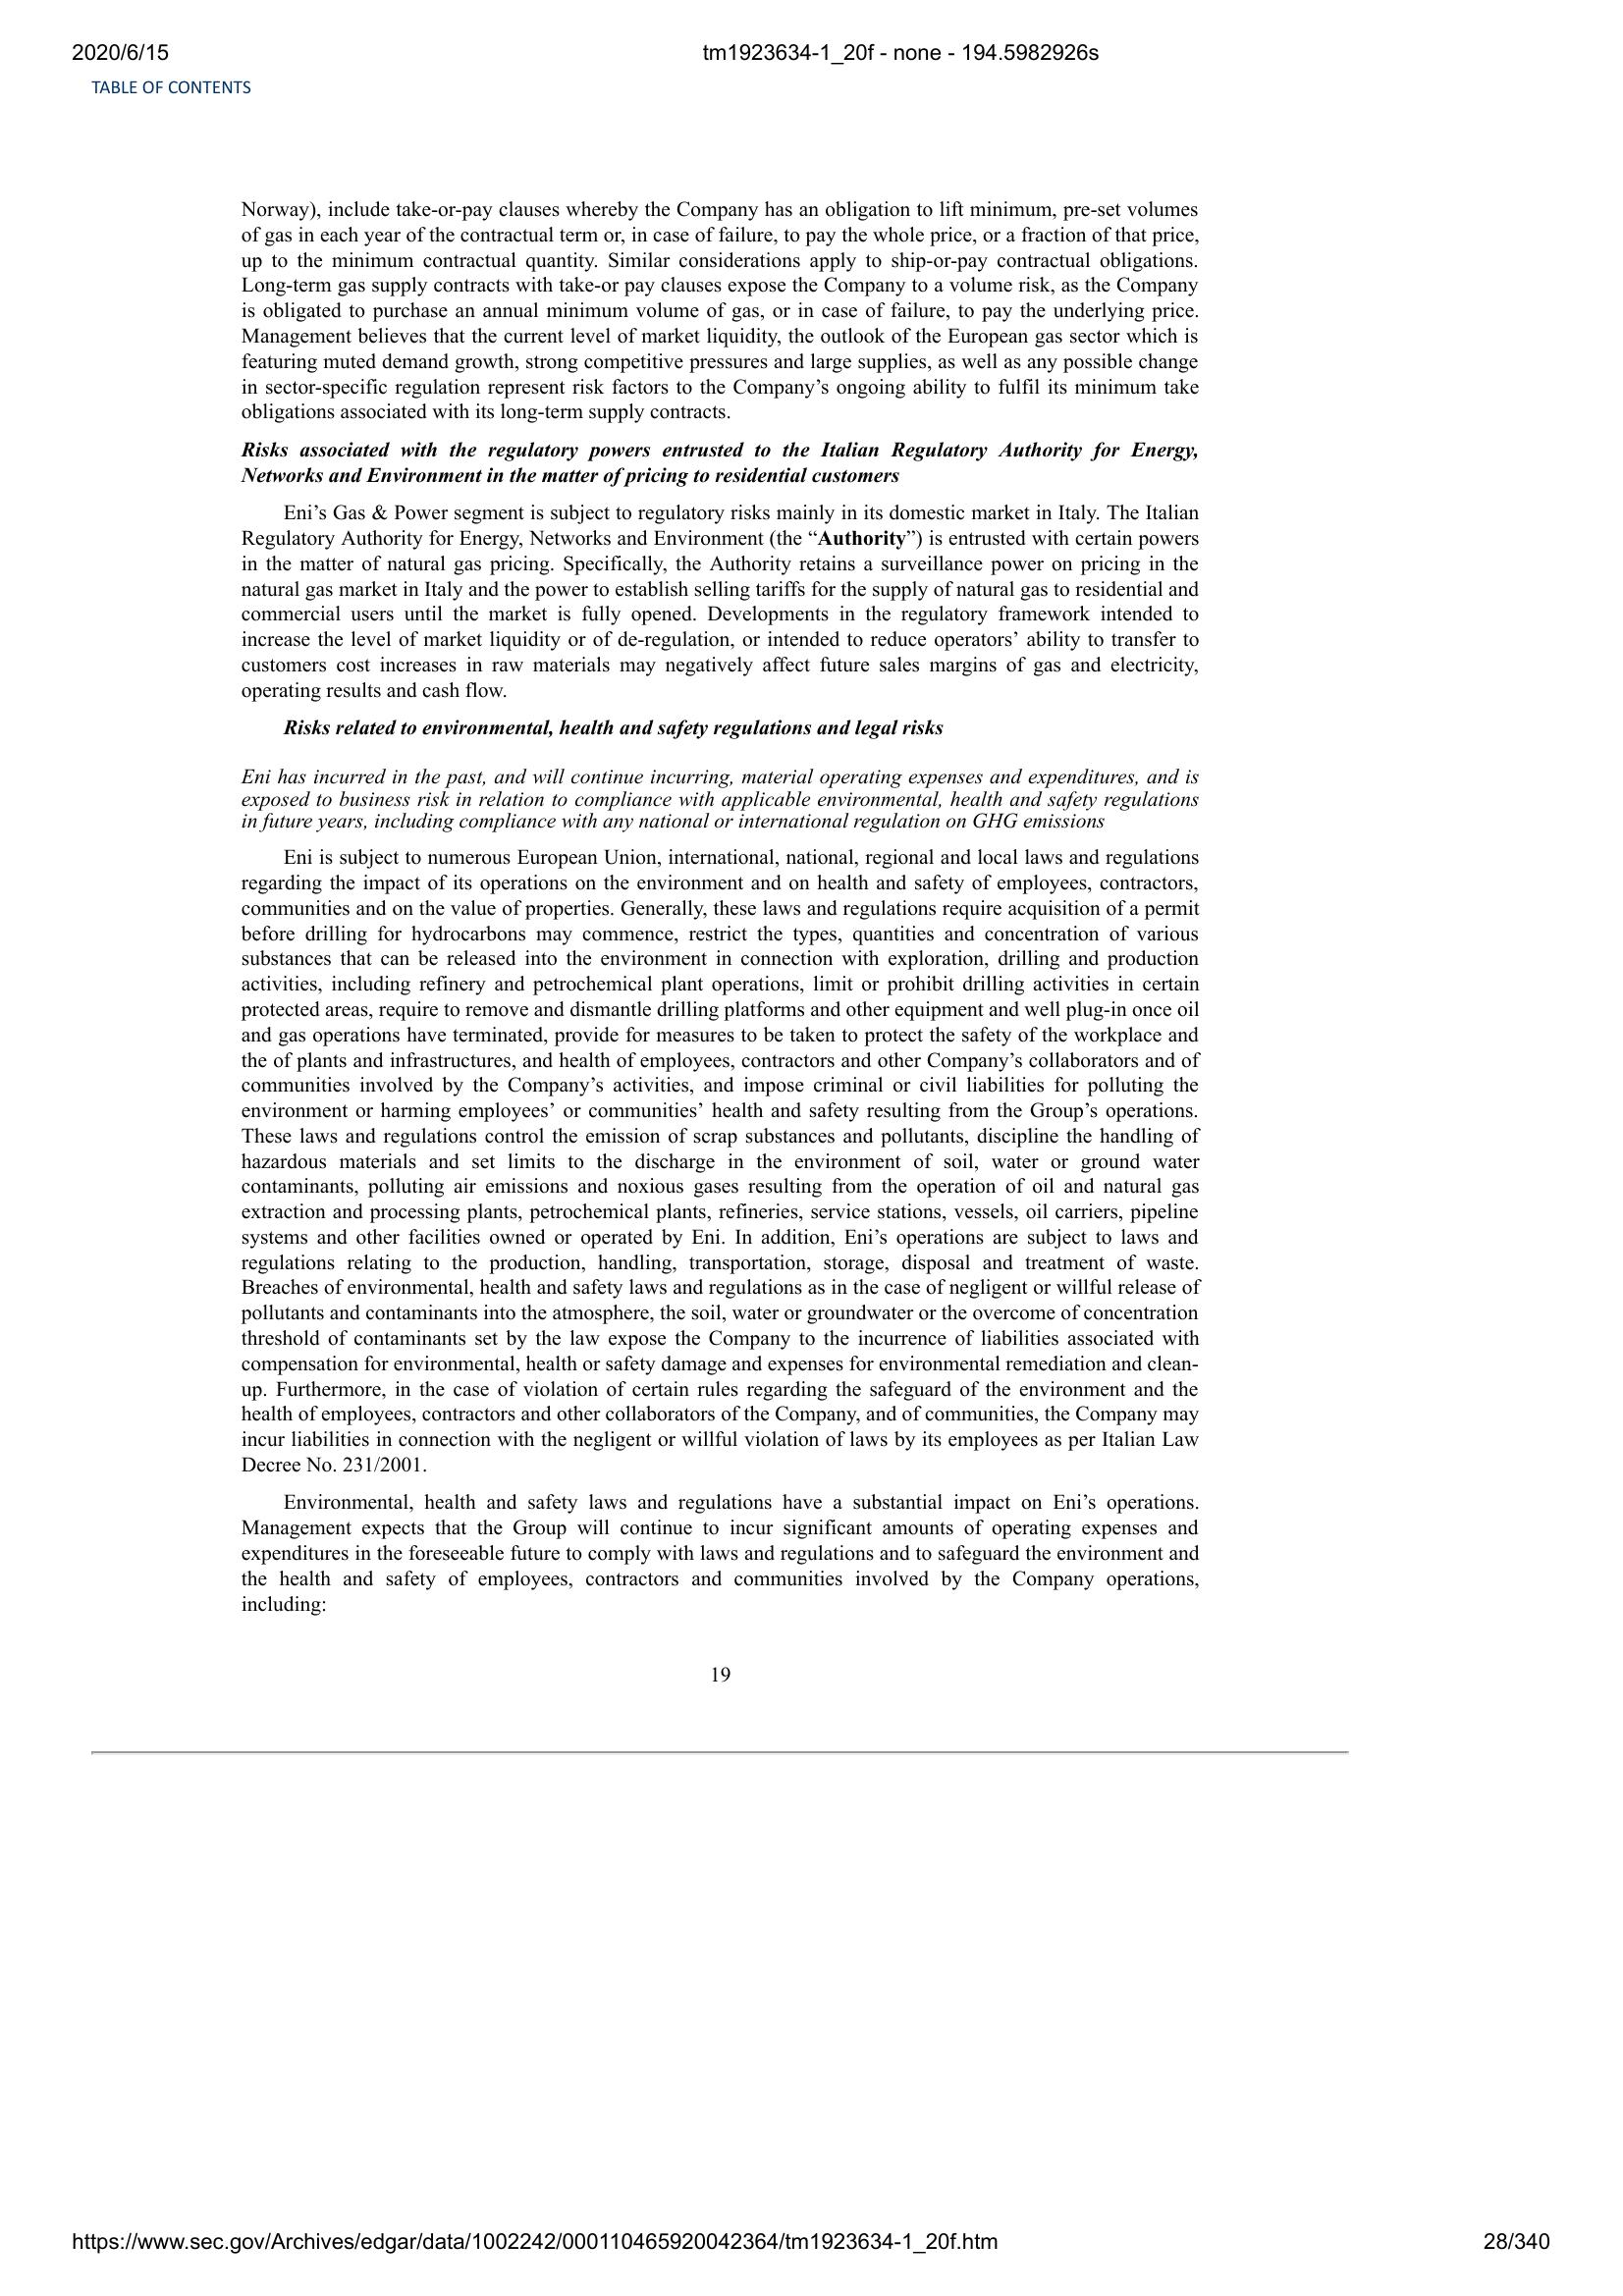 2020/6/15 tm1923634-1_20f - none - 194.5982926s
TABLE OF CONTENTS
Norway), include take-or-pay clauses whereby the Company has an obligation to lift minimum, pre-set volumes
of gas in each year of the contractual term or, in case of failure, to pay the whole price, or a fraction of that price,
up to the minimum contractual quantity. Similar considerations apply to ship-or-pay contractual obligations.
Long-term gas supply contracts with take-or pay clauses expose the Company to a volume risk, as the Company
is obligated to purchase an annual minimum volume of gas, or in case of failure, to pay the underlying price.
Management believes that the current level of market liquidity, the outlook of the European gas sector which is
featuring muted demand growth, strong competitive pressures and large supplies, as well as any possible change
in sector-specific regulation represent risk factors to the Company’s ongoing ability to fulfil its minimum take
obligations associated with its long-term supply contracts.
Risks associated with the regulatory powers entrusted to the Italian Regulatory Authority for Energy,
Networks and Environment in the matter of pricing to residential customers
Eni’s Gas & Power segment is subject to regulatory risks mainly in its domestic market in Italy. The Italian
Regulatory Authority for Energy, Networks and Environment (the “Authority”) is entrusted with certain powers
in the matter of natural gas pricing. Specifically, the Authority retains a surveillance power on pricing in the
natural gas market in Italy and the power to establish selling tariffs for the supply of natural gas to residential and
commercial users until the market is fully opened. Developments in the regulatory framework intended to
increase the level of market liquidity or of de-regulation, or intended to reduce operators’ ability to transfer to
customers cost increases in raw materials may negatively affect future sales margins of gas and electricity,
operating results and cash flow.
Risks related to environmental, health and safety regulations and legal risks
Eni has incurred in the past, and will continue incurring, material operating expenses and expenditures, and is
exposed to business risk in relation to compliance with applicable environmental, health and safety regulations
in future years, including compliance with any national or international regulation on GHG emissions
Eni is subject to numerous European Union, international, national, regional and local laws and regulations
regarding the impact of its operations on the environment and on health and safety of employees, contractors,
communities and on the value of properties. Generally, these laws and regulations require acquisition of a permit
before drilling for hydrocarbons may commence, restrict the types, quantities and concentration of various
substances that can be released into the environment in connection with exploration, drilling and production
activities, including refinery and petrochemical plant operations, limit or prohibit drilling activities in certain
protected areas, require to remove and dismantle drilling platforms and other equipment and well plug-in once oil
and gas operations have terminated, provide for measures to be taken to protect the safety of the workplace and
the of plants and infrastructures, and health of employees, contractors and other Company’s collaborators and of
communities involved by the Company’s activities, and impose criminal or civil liabilities for polluting the
environment or harming employees’ or communities’ health and safety resulting from the Group’s operations.
These laws and regulations control the emission of scrap substances and pollutants, discipline the handling of
hazardous materials and set limits to the discharge in the environment of soil, water or ground water
contaminants, polluting air emissions and noxious gases resulting from the operation of oil and natural gas
extraction and processing plants, petrochemical plants, refineries, service stations, vessels, oil carriers, pipeline
systems and other facilities owned or operated by Eni. In addition, Eni’s operations are subject to laws and
regulations relating to the production, handling, transportation, storage, disposal and treatment of waste.
Breaches of environmental, health and safety laws and regulations as in the case of negligent or willful release of
pollutants and contaminants into the atmosphere, the soil, water or groundwater or the overcome of concentration
threshold of contaminants set by the law expose the Company to the incurrence of liabilities associated with
compensation for environmental, health or safety damage and expenses for environmental remediation and clean-
up. Furthermore, in the case of violation of certain rules regarding the safeguard of the environment and the
health of employees, contractors and other collaborators of the Company, and of communities, the Company may
incur liabilities in connection with the negligent or willful violation of laws by its employees as per Italian Law
Decree No. 231/2001.
Environmental, health and safety laws and regulations have a substantial impact on Eni’s operations.
Management expects that the Group will continue to incur significant amounts of operating expenses and
expenditures in the foreseeable future to comply with laws and regulations and to safeguard the environment and
the health and safety of employees, contractors and communities involved by the Company operations,
including:
19
https://www.sec.gov/Archives/edgar/data/1002242/000110465920042364/tm1923634-1_20f.htm 28/340